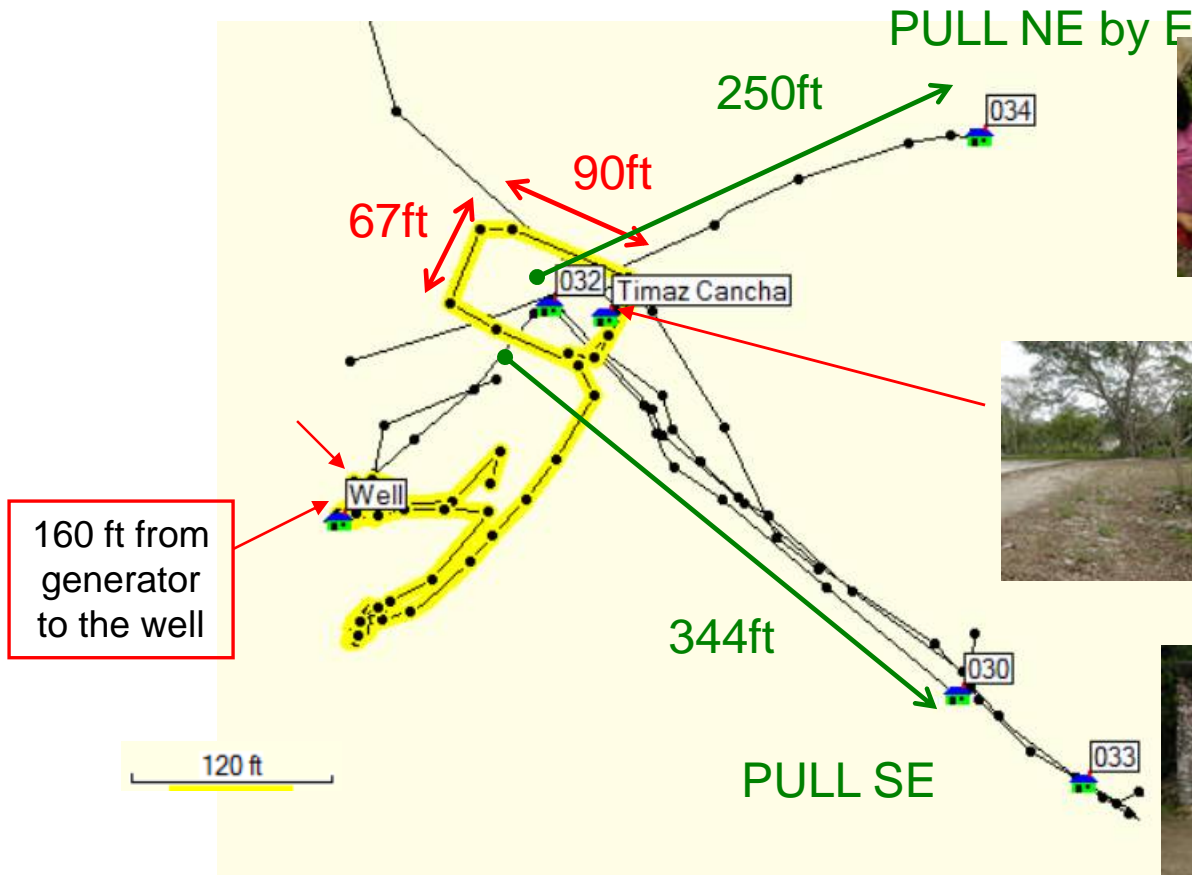 PULL NE by E
250ft
034
90ft
67ft
032
Timaz Cancha
Well
160 ft from
generator
to the well
344ft
030
120 ft
PULL SE
033